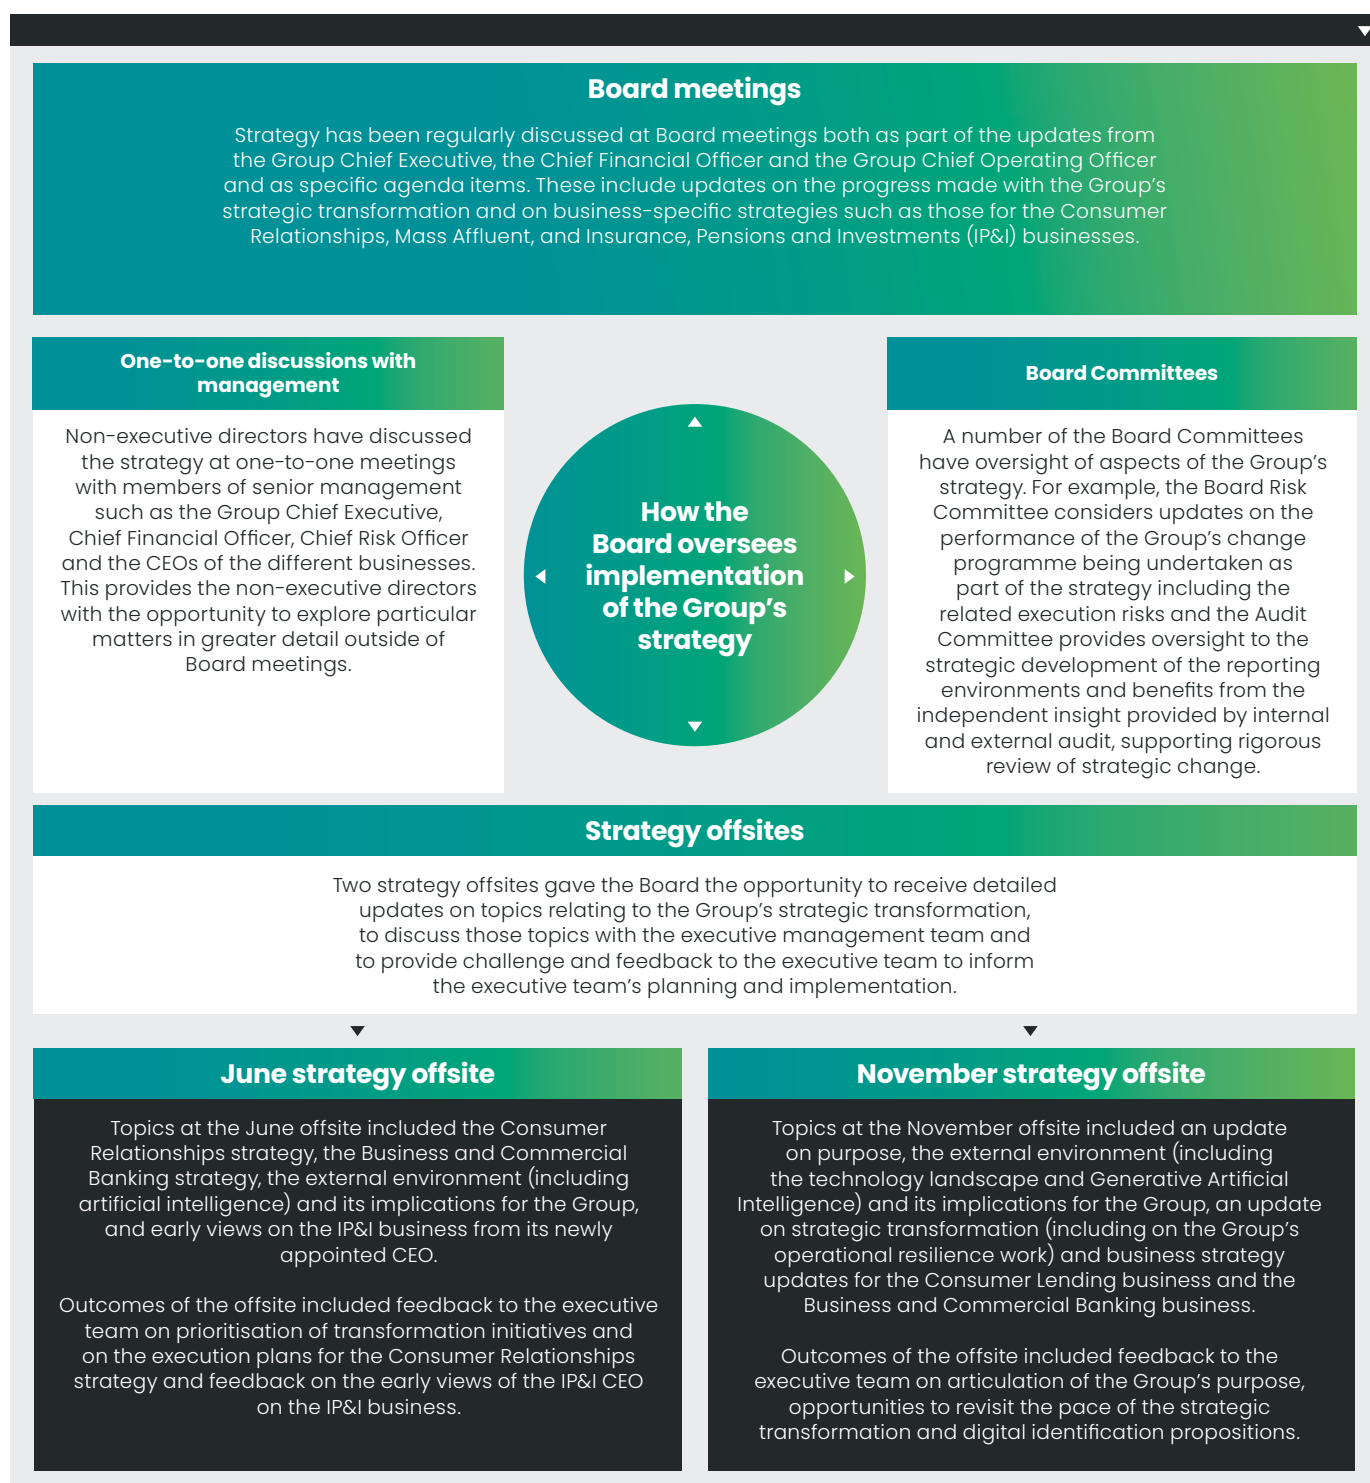 Board meetings
Strategy has been regularly discussed at Board meetings both as part of the updates from
the Group Chief Executive, the Chief Financial Officer and the Group Chief Operating Officer
and as specific agenda items. These include updates on the progress made with the Group's
strategic transformation and on business-specific strategies such as those for the Consumer
Relationships, Mass Affluent, and Insurance, Pensions and Investments (IP&I) businesses.
One-to-one discussions with
management
Non-executive directors have discussed
the strategy at one-to-one meetings
with members of senior management
such as the Group Chief Executive,
Chief Financial Officer, Chief Risk Officer
and the CEOs of the different businesses.
This provides the non-executive directors
with the opportunity to explore particular
matters in greater detail outside of
Board meetings.
How the
Board oversees
implementation
of the Group's
strategy
Board Committees
A number of the Board Committees
have oversight of aspects of the Group's
strategy. For example, the Board Risk
Committee considers updates on the
performance of the Group's change
programme being undertaken as
part of the strategy including the
related execution risks and the Audit
Committee provides oversight to the
strategic development of the reporting
environments and benefits from the
independent insight provided by internal
and external audit, supporting rigorous
review of strategic change.
Strategy offsites
Two strategy offsites gave the Board the opportunity to receive detailed
updates on topics relating to the Group's strategic transformation,
to discuss those topics with the executive management team and
to provide challenge and feedback to the executive team to inform
the executive team's planning and implementation.
June strategy offsite
Topics at the June offsite included the Consumer
Relationships strategy, the Business and Commercial
Banking strategy, the external environment (including
artificial intelligence) and its implications for the Group,
and early views on the IP&I business from its newly
appointed CEO.
Outcomes of the offsite included feedback to the executive
team on prioritisation of transformation initiatives and
on the execution plans for the Consumer Relationships
strategy and feedback on the early views of the IP&I CEO
on the IP&I business.
November strategy offsite
Topics at the November offsite included an update
on purpose, the external environment (including
the technology landscape and Generative Artificial
Intelligence) and its implications for the Group, an update
on strategic transformation (including on the Group's
operational resilience work) and business strategy
updates for the Consumer Lending business and the
Business and Commercial Banking business.
Outcomes of the offsite included feedback to the
executive team on articulation of the Group's purpose,
opportunities to revisit the pace of the strategic
transformation and digital identification propositions.